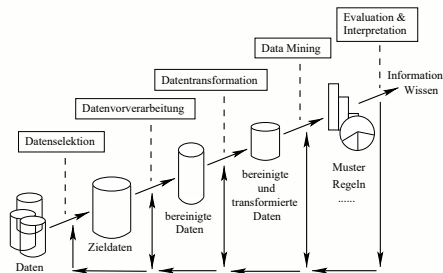 Evaluation &
Interpretation
Data Mining
Information
Wissen
Datentransformation
Datenvorverarbeitung
Datenselektion
Muster
Regeln
......
bereinigte
und
transformierte
Daten
bereinigte
Daten
Zieldaten
Daten